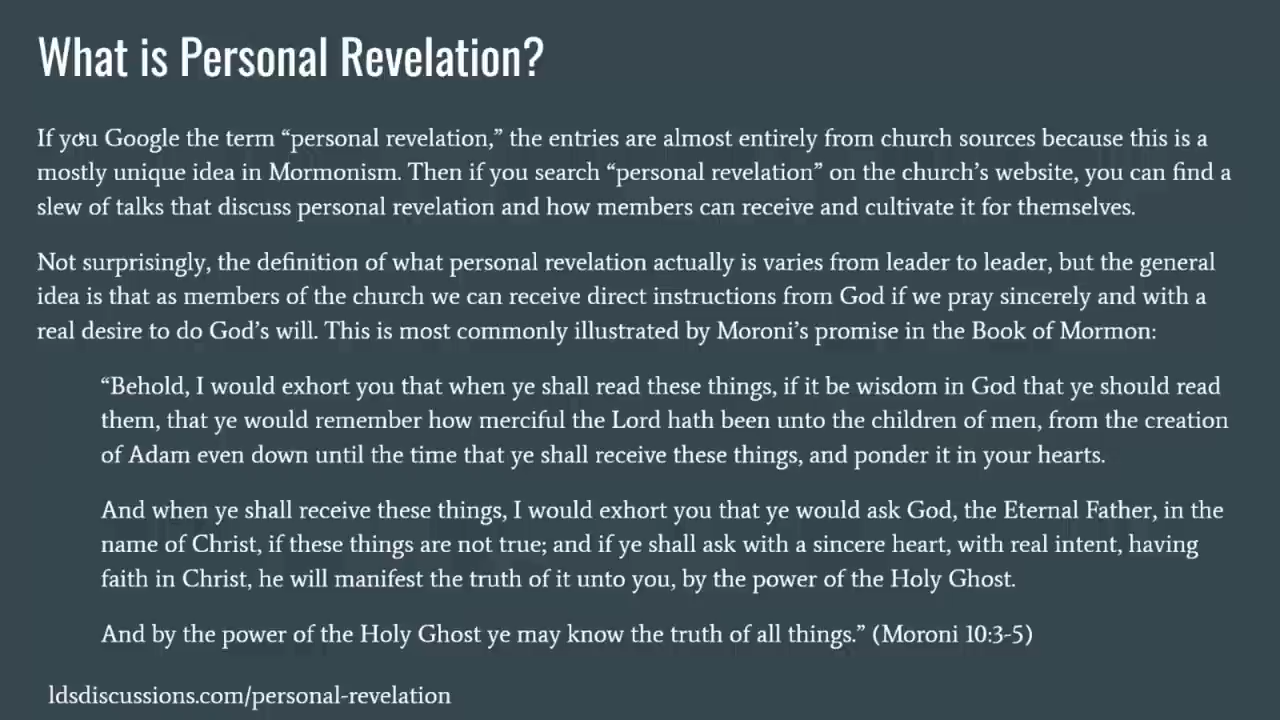 What is Personal Revelation?
If you Google the term “personal revelation,” the entries are almost entirely from church sources because this is a
mostly unique idea in Mormonism. Then if you search “personal revelation” on the church’s website, you can find a
slew of talks that discuss personal revelation and how members can receive and cultivate it for themselves.
Not surprisingly, the definition of what personal revelation actually is varies from leader to leader, but the general
idea is that as members of the church we can receive direct instructions from God if we pray sincerely and with a
real desire to do God’s will. This is most commonly illustrated by Moroni’s promise in the Book of Mormon:
“Behold, I would exhort you that when ye shall read these things, if it be wisdom in God that ye should read
them, that ye would remember how merciful the Lord hath been unto the children of men, from the creation
of Adam even down until the time that ye shall receive these things, and ponder it in your hearts.
And when ye shall receive these things, I would exhort you that ye would ask God, the Eternal Father, in the
name of Christ, if these things are not true; and if ye shall ask with a sincere heart, with real intent, having
faith in Christ, he will manifest the truth of it unto you, by the power of the Holy Ghost.
And by the power of the Holy Ghost ye may know the truth of all things.” (Moroni 10:3-5)
ldsdiscussions.com/personal-revelation